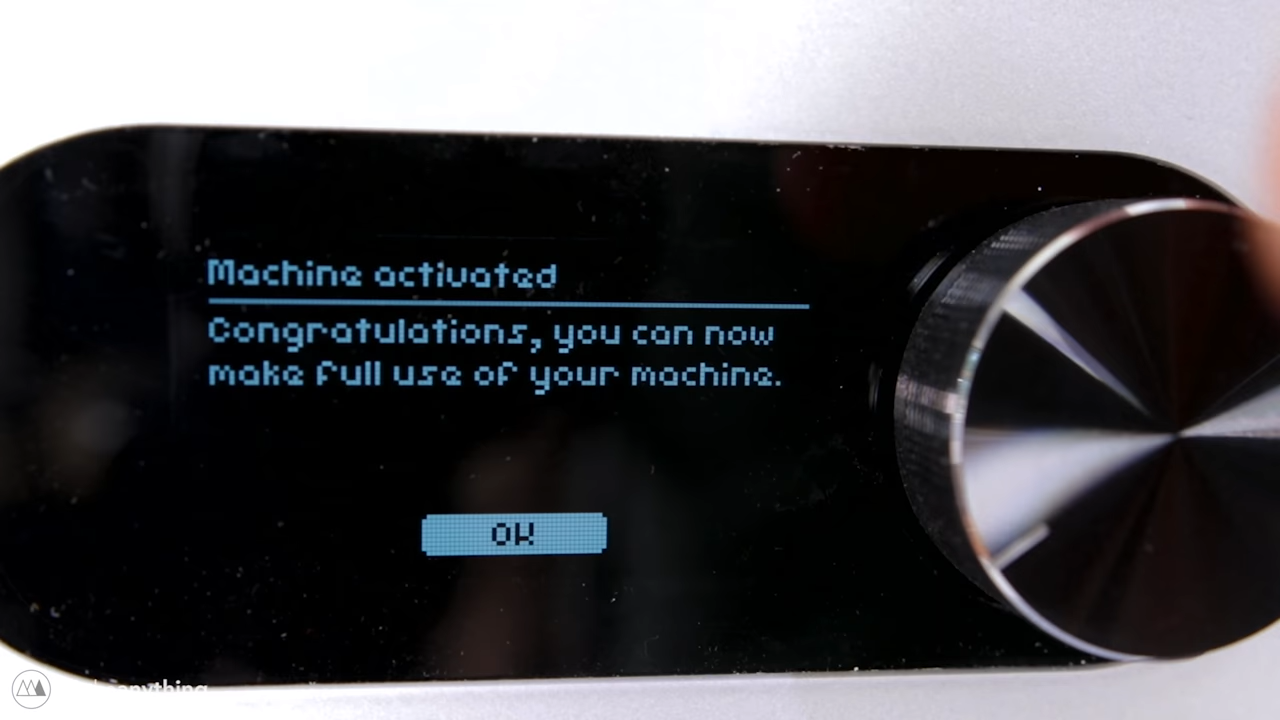 Machine activated
Congratulations, you can now
make full use of your machine.
OK